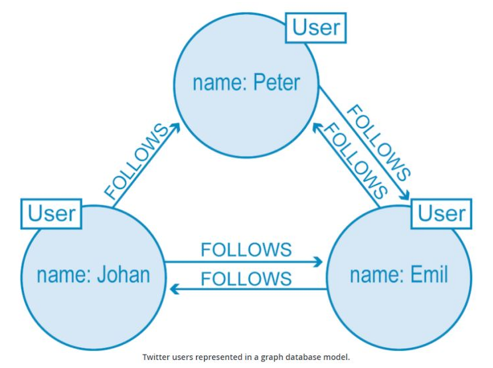 User
name: Peter
FOLLOWS
FOLLOWS
FOLLOWS
User
User
name: Johan
FOLLOWS
FOLLOWS
name: Emil
Twitter users represented in a graph database model.